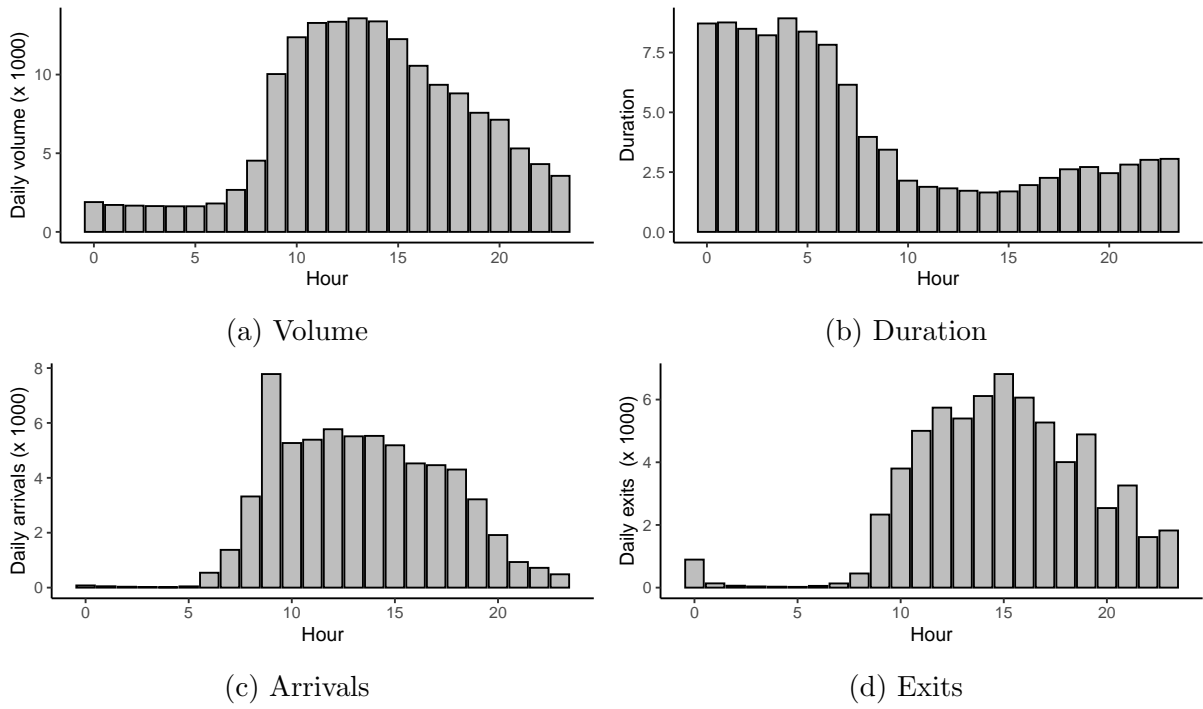 Daily volume (x 1000)
10
5
0
0 5 10 15 20
Hour
(a) Volume
Duration
7.5
5.0
2.5
0.0
0 5 10 15 20
Hour
(b) Duration
Daily arrivals (x 1000)
8
6
4
2
0
0 5 10 15 20
Hour
(c) Arrivals
Daily exits (x 1000)
6
4
2
0
0 5 10 15 20
Hour
(d) Exits